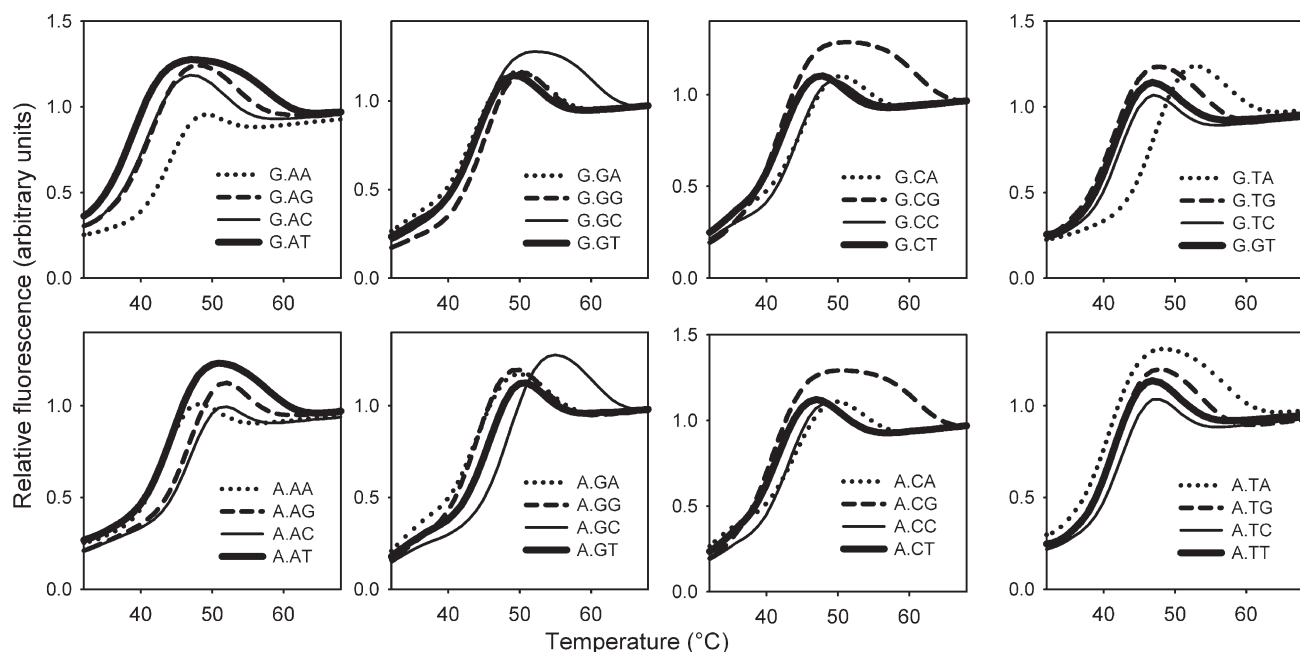 Relative fluorescence (arbitrary units)
1.5
1.0
0.5
0.0
40 50 60
G.AA
G.AG
G.AC
G.AT
1.0
0.5
0.0
40 50 60
G.GA
G.GG
G.GC
G.GT
1.0
0.5
0.0
40 50 60
G.CA
G.CG
G.CC
G.CT
1.5
1.0
0.5
0.0
40 50 60
G.TA
G.TG
G.TC
G.GT
1.0
0.5
0.0
40 50 60
A.AA
A.AG
A.AC
A.AT
1.0
0.5
0.0
40 50 60
A.GA
A.GG
A.GC
A.GT
1.5
1.0
0.5
0.0
40 50 60
A.CA
A.CG
A.CC
A.CT
1.0
0.5
0.0
40 50 60
A.TA
A.TG
A.TC
A.TT
Temperature (°C)